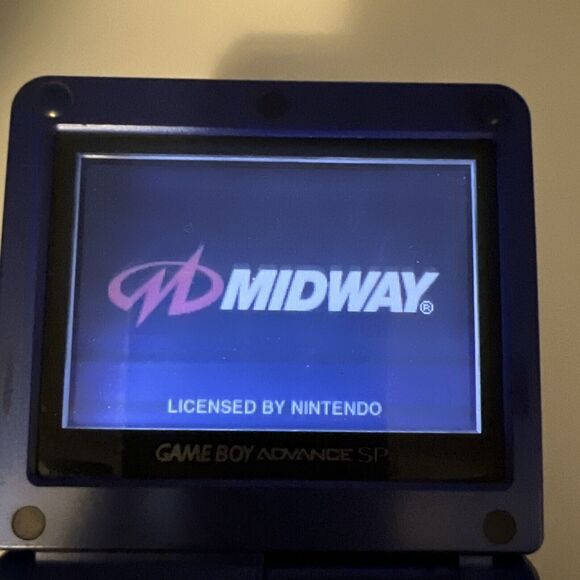 MIDWAY®
LICENSED BY NINTENDO
GAME BOY ADVANCE SP